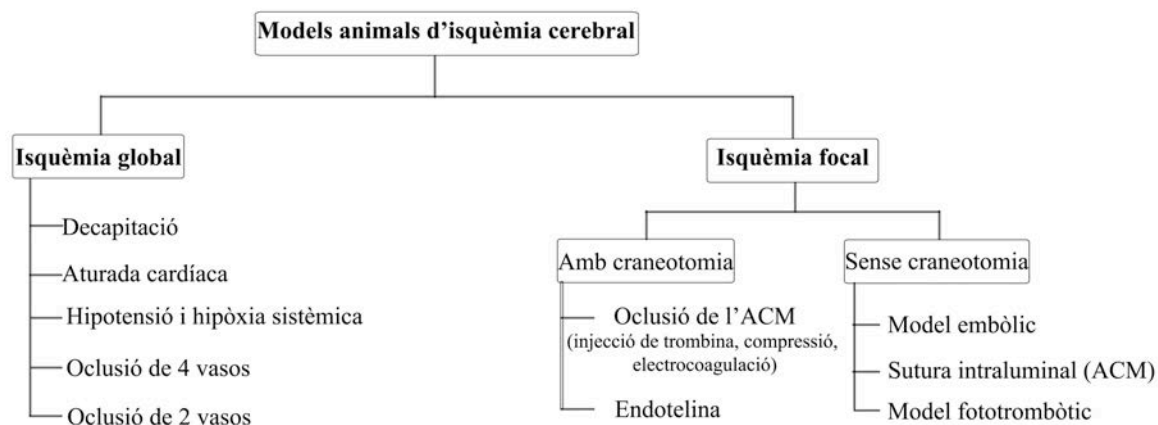 Models animals d’isquèmia cerebral
Isquèmia global
Decapitació
Aturada cardíaca
Hipotensió i hipòxia sistèmica
Oclusió de 4 vasos
Oclusió de 2 vasos
Isquèmia focal
Amb craneotomia
Oclusió de l’ACM
(injecció de trombina, compressió,
electrocoagulació)
Endotelina
Sense craneotomia
Model embòlic
Sutura intraluminal (ACM)
Model fototrombòtic